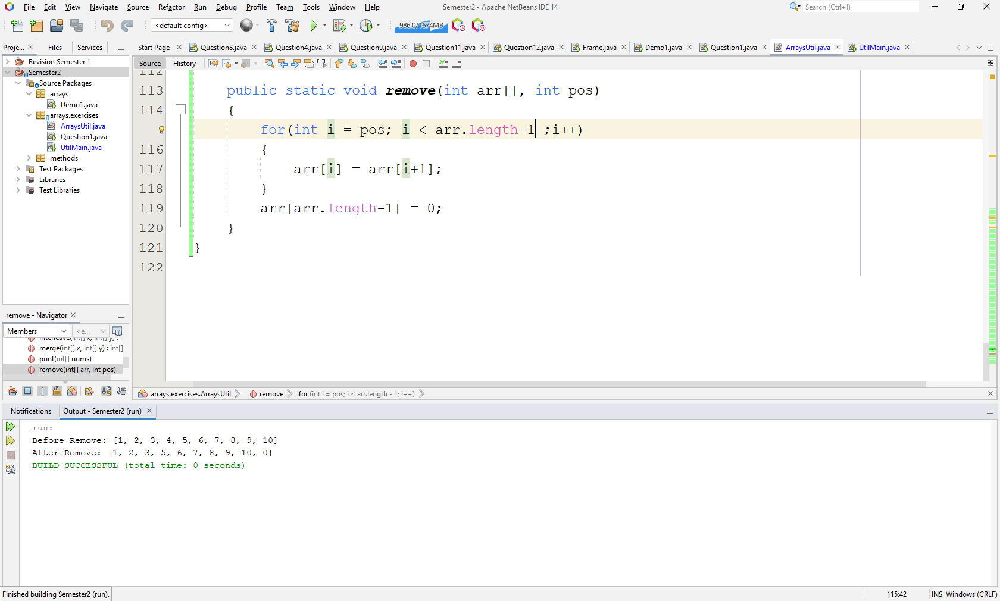 File Edit View Navigate Source Refactor Run Debug Profile Team Tools Window Help Semester2 - Apache NetBeans IDE 14 Search (Ctrl+I)
<default config> 986.0/1674MB
Proje... Files Services
Start Page Question8.java Question4.java Question9.java Question11.java Question12.java Frame.java Demo1.java Question1.java ArraysUtil.java UtilMain.java
Source History
Revision Semester 1
Semester2
Source Packages
arrays
Demo1.java
arrays.exercises
ArraysUtil.java
Question1.java
UtilMain.java
methods
Test Packages
Libraries
Test Libraries
112
113 public static void remove(int arr[], int pos)
114 {
for(int i = pos; i < arr.length-1 ;i++)
116 {
117 arr[i] = arr[i+1];
118 }
119 arr[arr.length-1] = 0;
120 }
121 }
122
remove - Navigator
Members <e...
interleave(int[] x, int[] y) : i
merge(int[] x, int[] y) : int[]
print(int[] nums)
remove(int[] arr, int pos)
arrays.exercises.ArraysUtil remove for (int i = pos; i < arr.length - 1; i++)
Notifications Output - Semester2 (run)
run:
Before Remove: [1, 2, 3, 4, 5, 6, 7, 8, 9, 10]
After Remove: [1, 2, 3, 5, 6, 7, 8, 9, 10, 0]
BUILD SUCCESSFUL (total time: 0 seconds)
Finished building Semester2 (run). 115:42 INS Windows (CRLF)